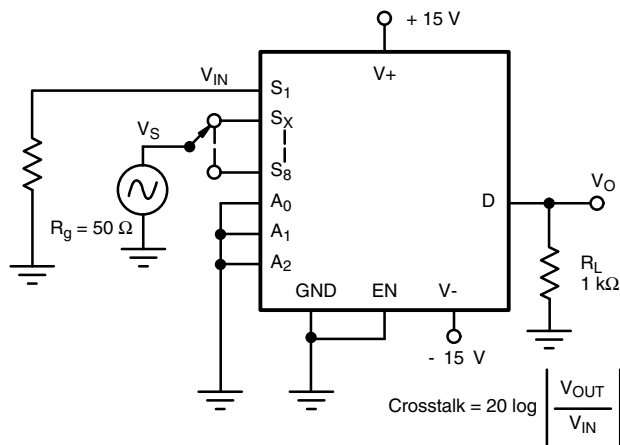 + 15 V
V+
VIN
S1
SX
VS
S8
Rg = 50 Ω
A0
A1
A2
D
VO
GND
EN
V-
RL
1 kΩ
- 15 V
Crosstalk = 20 log | VOUT / VIN |